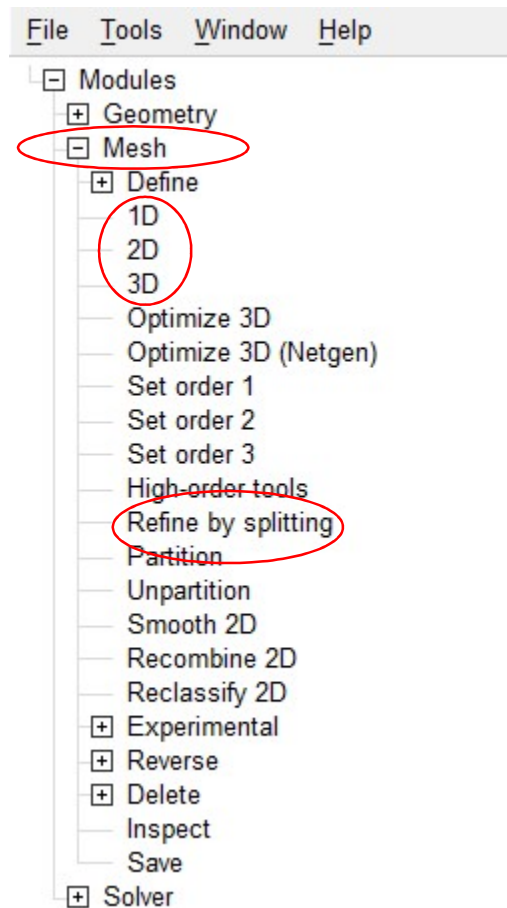 File Tools Window Help
Modules
Geometry
Mesh
Define
1D
2D
3D
Optimize 3D
Optimize 3D (Netgen)
Set order 1
Set order 2
Set order 3
High-order tools
Refine by splitting
Partition
Unpartition
Smooth 2D
Recombine 2D
Reclassify 2D
Experimental
Reverse
Delete
Inspect
Save
Solver